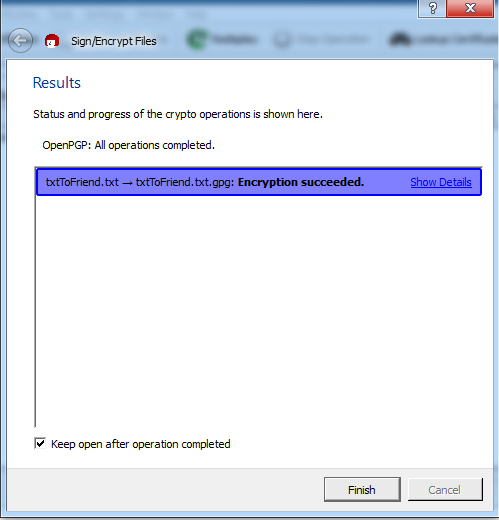 ?
X
Sign/Encrypt Files
Results
Status and progress of the crypto operations is shown here.
OpenPGP: All operations completed.
txtToFriend.txt → txtToFriend.txt.gpg: Encryption succeeded. Show Details
Keep open after operation completed
Finish Cancel